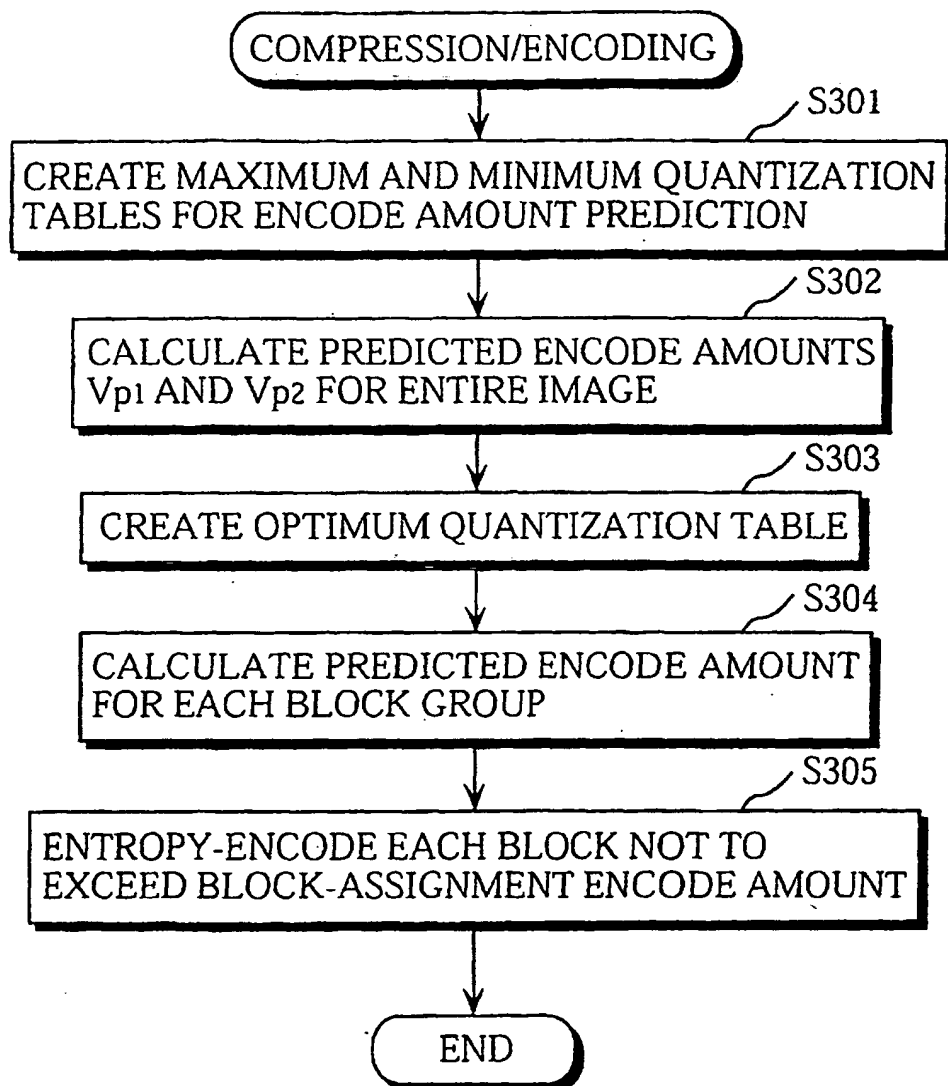 COMPRESSION/ENCODING
S301
CREATE MAXIMUM AND MINIMUM QUANTIZATION
TABLES FOR ENCODE AMOUNT PREDICTION
S302
CALCULATE PREDICTED ENCODE AMOUNTS
Vp1 AND Vp2 FOR ENTIRE IMAGE
S303
CREATE OPTIMUM QUANTIZATION TABLE
S304
CALCULATE PREDICTED ENCODE AMOUNT
FOR EACH BLOCK GROUP
S305
ENTROPY-ENCODE EACH BLOCK NOT TO
EXCEED BLOCK-ASSIGNMENT ENCODE AMOUNT
END